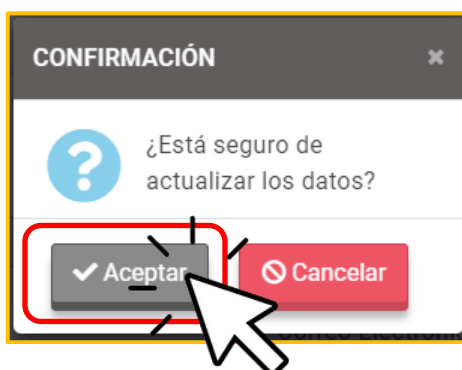 CONFIRMACIÓN
¿Está seguro de
actualizar los datos?
Aceptar
Cancelar